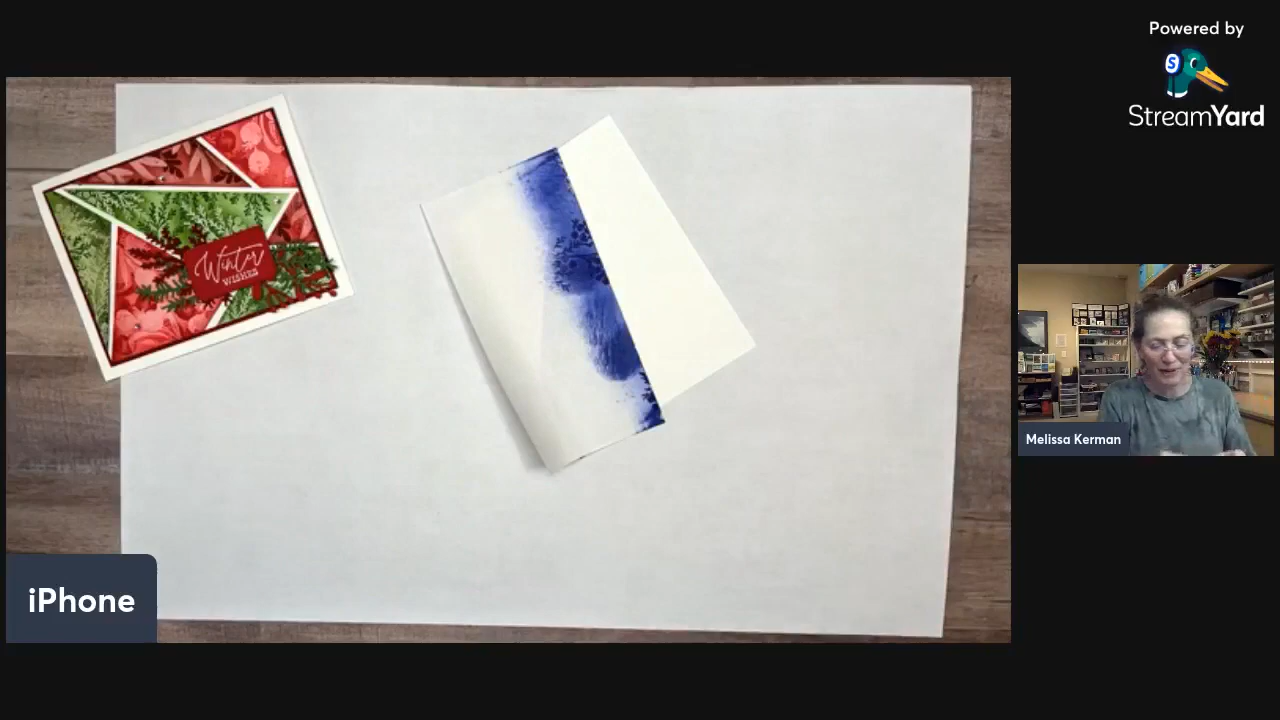 Powered by
S
StreamYard
Winter
WISHES
Melissa Kerman
iPhone